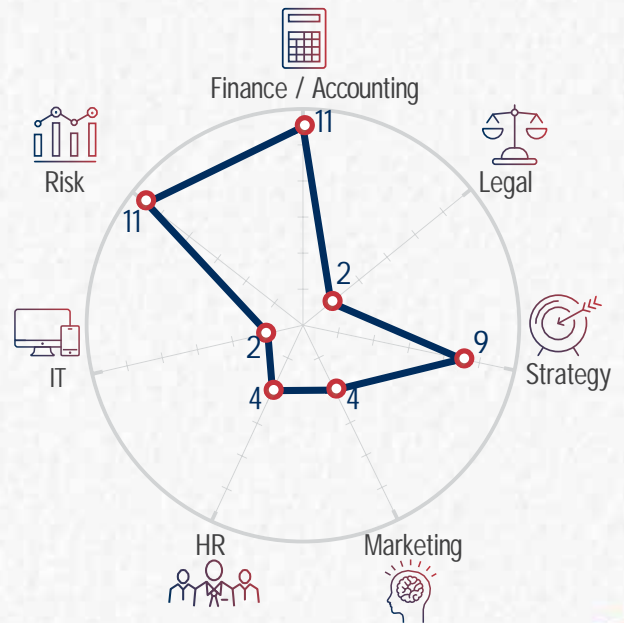 Finance / Accounting
11
Legal
2
Strategy
9
Marketing
4
HR
4
IT
2
Risk
11